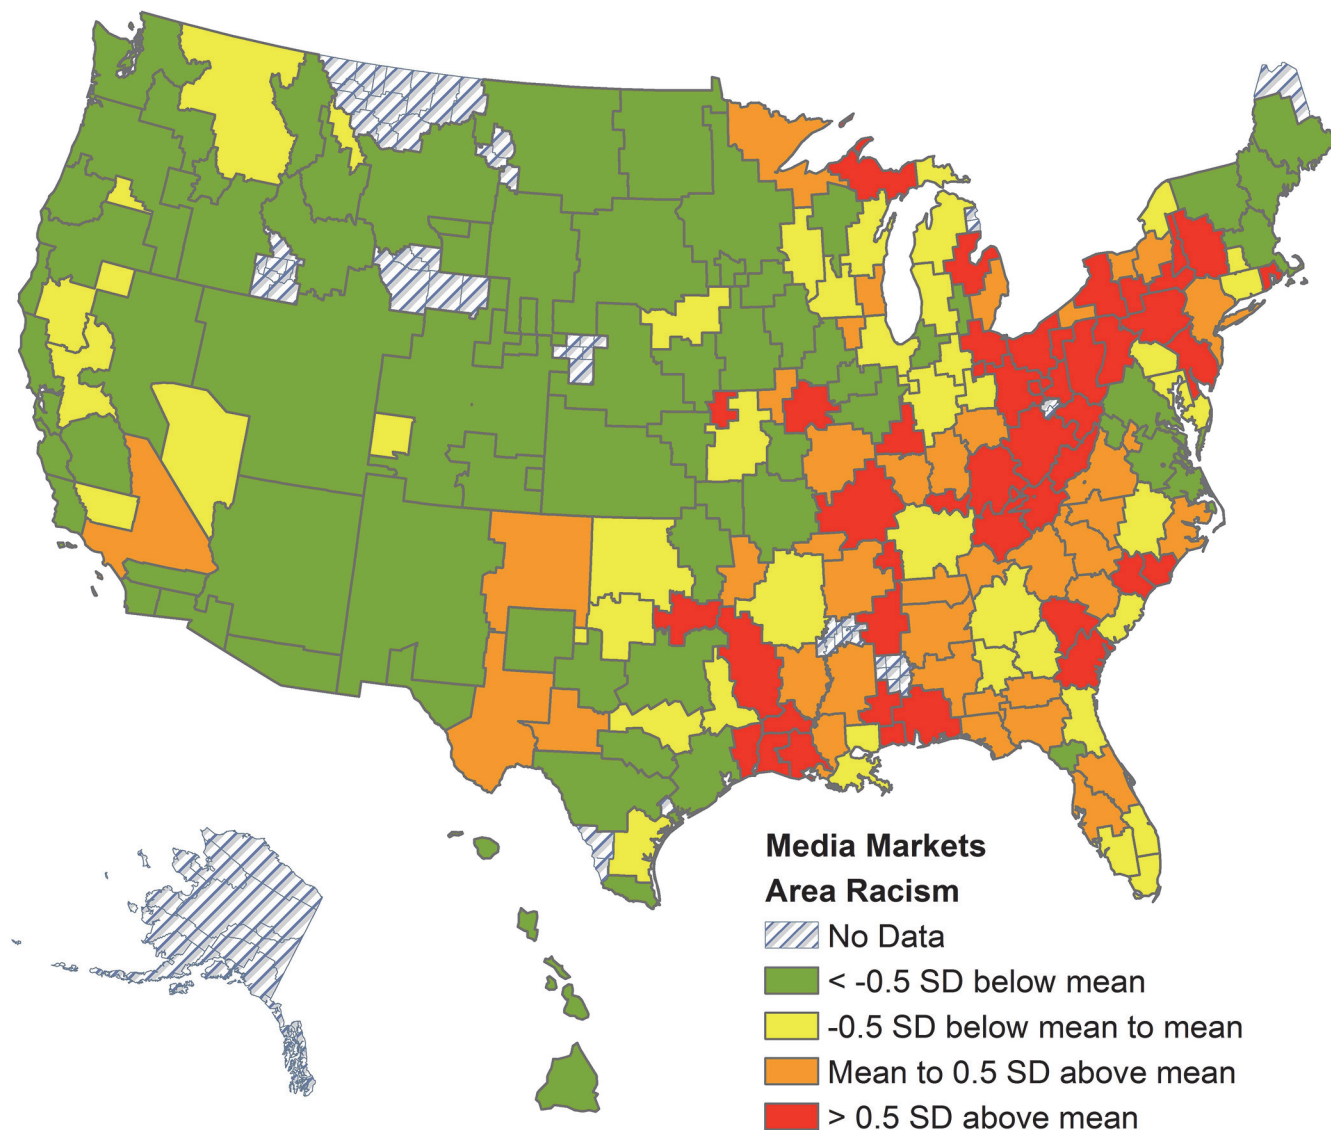 Media Markets
Area Racism
No Data
< -0.5 SD below mean
-0.5 SD below mean to mean
Mean to 0.5 SD above mean
> 0.5 SD above mean